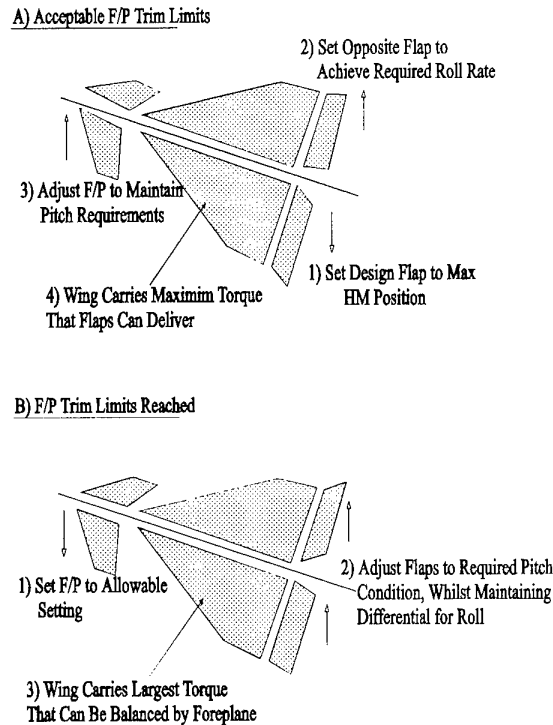 A) Acceptable F/P Trim Limits
2) Set Opposite Flap to
Achieve Required Roll Rate
3) Adjust F/P to Maintain
Pitch Requirements
1) Set Design Flap to Max
HM Position
4) Wing Carries Maximim Torque
That Flaps Can Deliver
B) F/P Trim Limits Reached
1) Set F/P to Allowable
Setting
2) Adjust Flaps to Required Pitch
Condition, Whilst Maintaining
Differential for Roll
3) Wing Carries Largest Torque
That Can Be Balanced by Foreplane